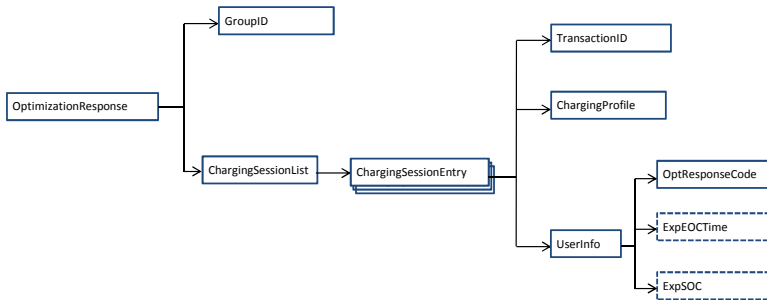 GroupID
TransactionID
OptimizationResponse
ChargingProfile
ChargingSessionList
ChargingSessionEntry
OptResponseCode
ExpEOCTime
UserInfo
ExpSOC